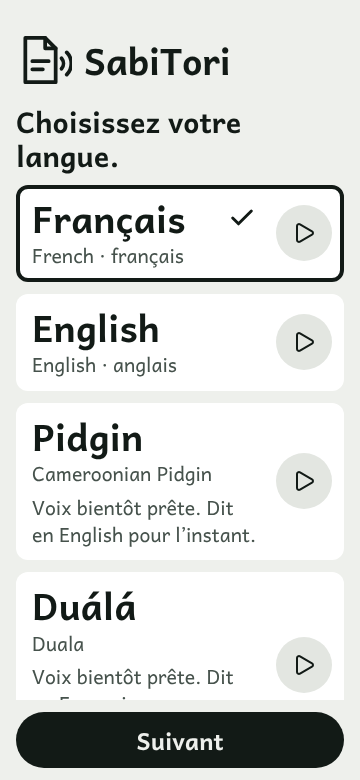 SabiTori
Choisissez votre
langue.
Français
French · français
English
English · anglais
Pidgin
Cameroonian Pidgin
Voix bientôt prête. Dit
en English pour l’instant.
Duálá
Duala
Voix bientôt prête. Dit
Suivant